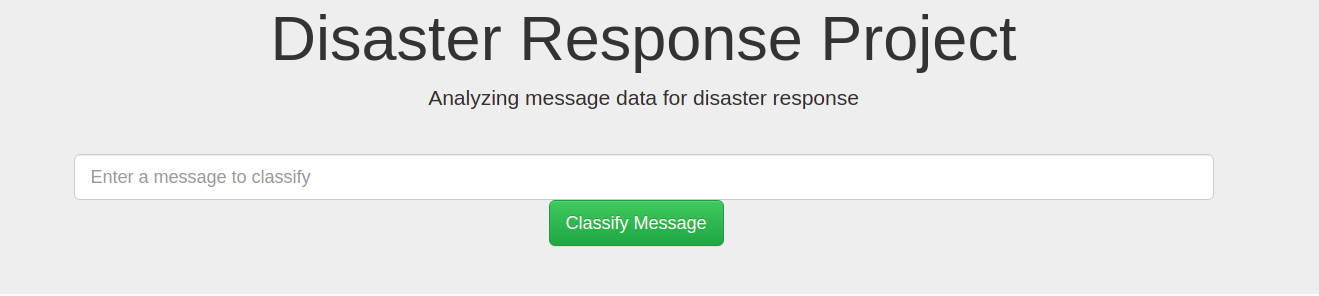 Disaster Response Project
Analyzing message data for disaster response
Enter a message to classify
Classify Message